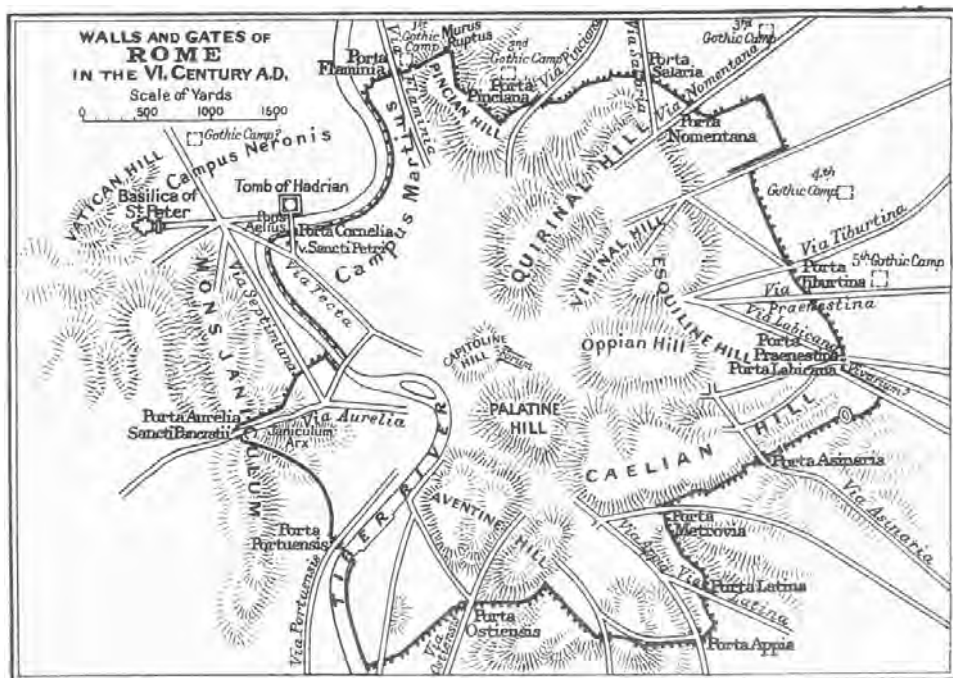 WALLS AND GATES OF
ROME
IN THE VI. CENTURY A.D.
Scale of Yards
0 500 1000 1500
Gothic Camp?
Campus Neronis
VATICAN HILL
Basilica of
St. Peter
Tomb of Hadrian
Pons
Aelius
Porta Cornelia
v. Sancti Petri
Via Tecta
Via Septimiana
MONS JANICULUM
Porta Aurelia
Sancti Pancratii
Via Aurelia
Janiculum
Arx
Porta
Portuensis
Via Portuensis
TIBER RIVER
Porta
Flaminia
Via Flaminia
1st
Gothic
Camp
Murus
Ruptus
2nd
Gothic Camp
PINCIAN HILL
Porta
Pinciana
Via Pinciana
Campus Martius
Via Salaria
Porta
Salaria
3rd
Gothic Camp
Via Nomentana
Porta
Nomentana
QUIRINAL HILL
VIMINAL HILL
ESQUILINE HILL
4th
Gothic Camp
Via Tiburtina
5th Gothic Camp
Porta
Tiburtina
Via Praenestina
Via Labicana
Porta
Praenestina
Porta Labicana
Vivarium?
CAPITOLINE
HILL
Forum
Oppian Hill
PALATINE
HILL
CAELIAN HILL
Porta Asinaris
Via Asinaria
AVENTINE HILL
Porta
Metrovia
Via Appia
Porta Latina
Via Latina
Porta Appia
Porta
Ostiensis
Via
Ostiensis